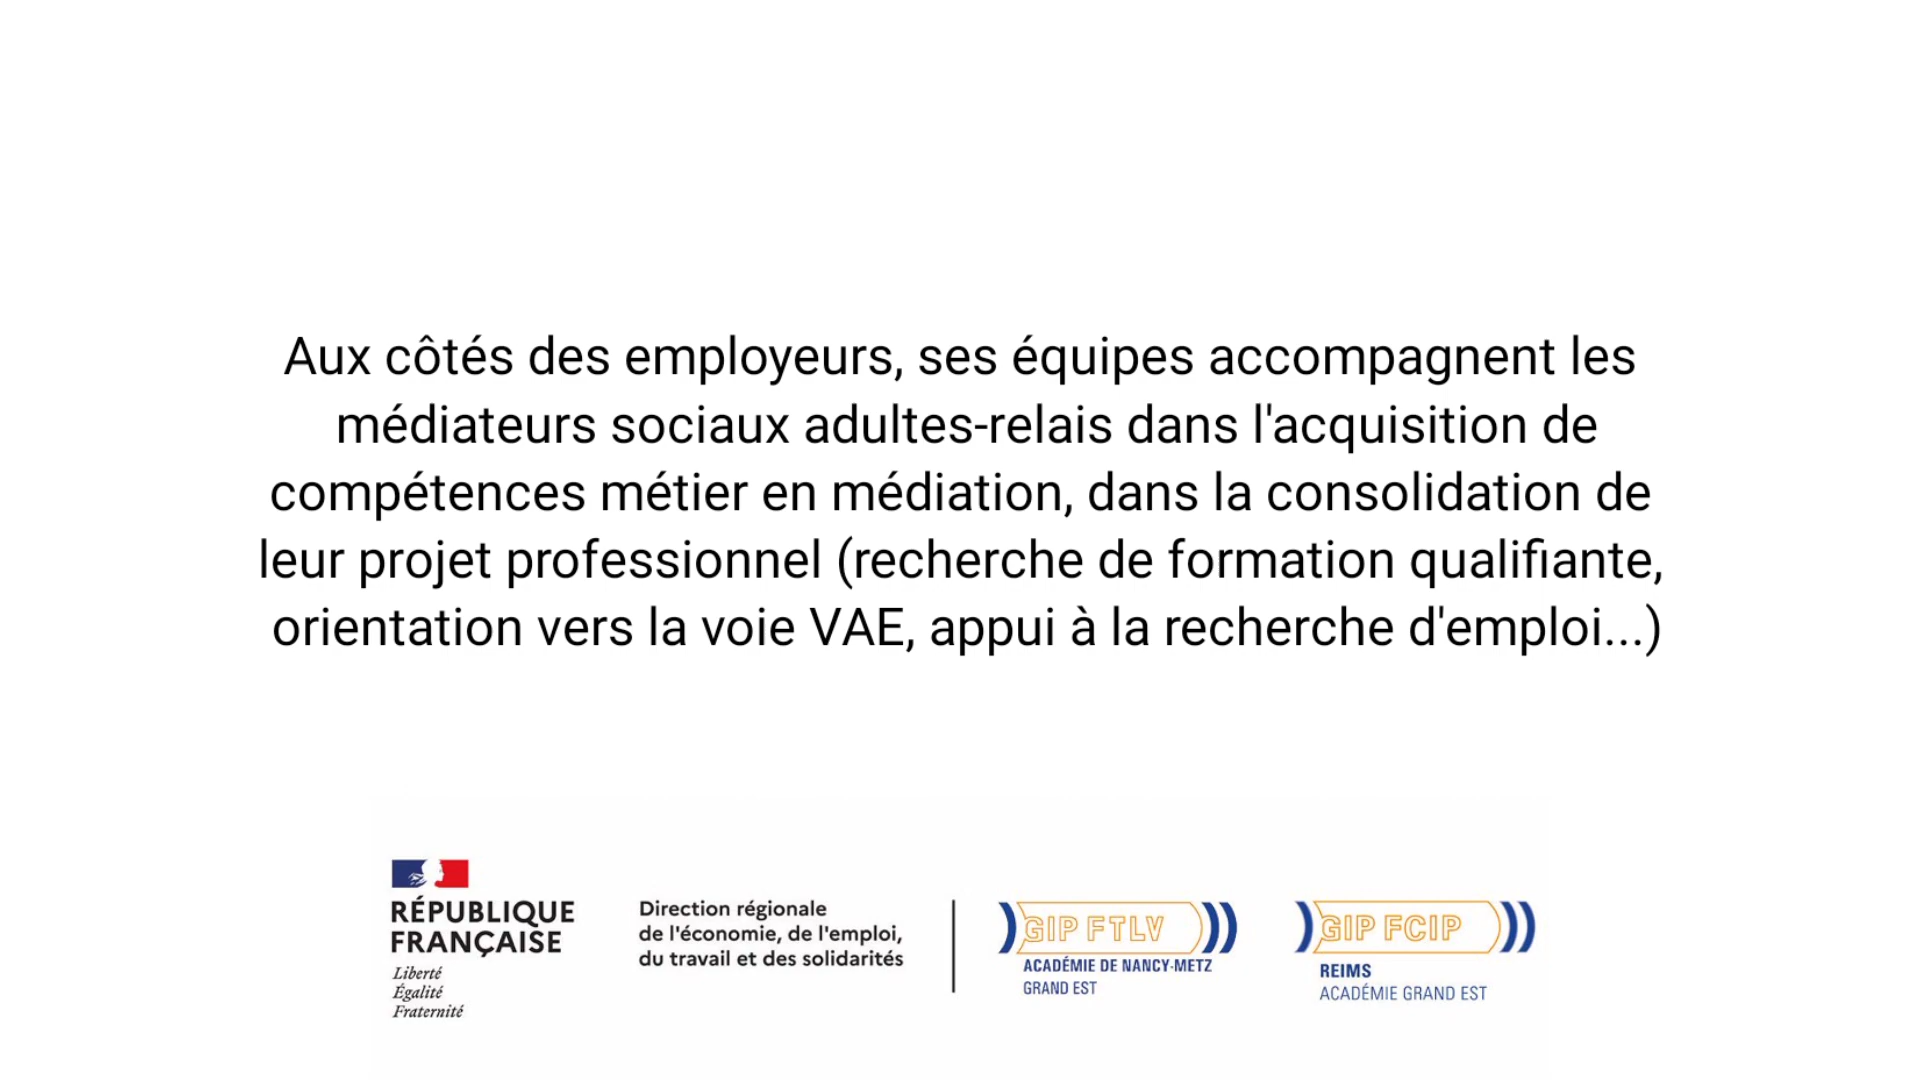 Aux côtés des employeurs, ses équipes accompagnent les
médiateurs sociaux adultes-relais dans l'acquisition de
compétences métier en médiation, dans la consolidation de
leur projet professionnel (recherche de formation qualifiante,
orientation vers la voie VAE, appui à la recherche d'emploi...)
RÉPUBLIQUE
FRANÇAISE
Liberté
Égalité
Fraternité
Direction régionale
de l'économie, de l'emploi,
du travail et des solidarités
GIP FTLV
ACADÉMIE DE NANCY-METZ
GRAND EST
GIP FCIP
REIMS
ACADÉMIE GRAND EST